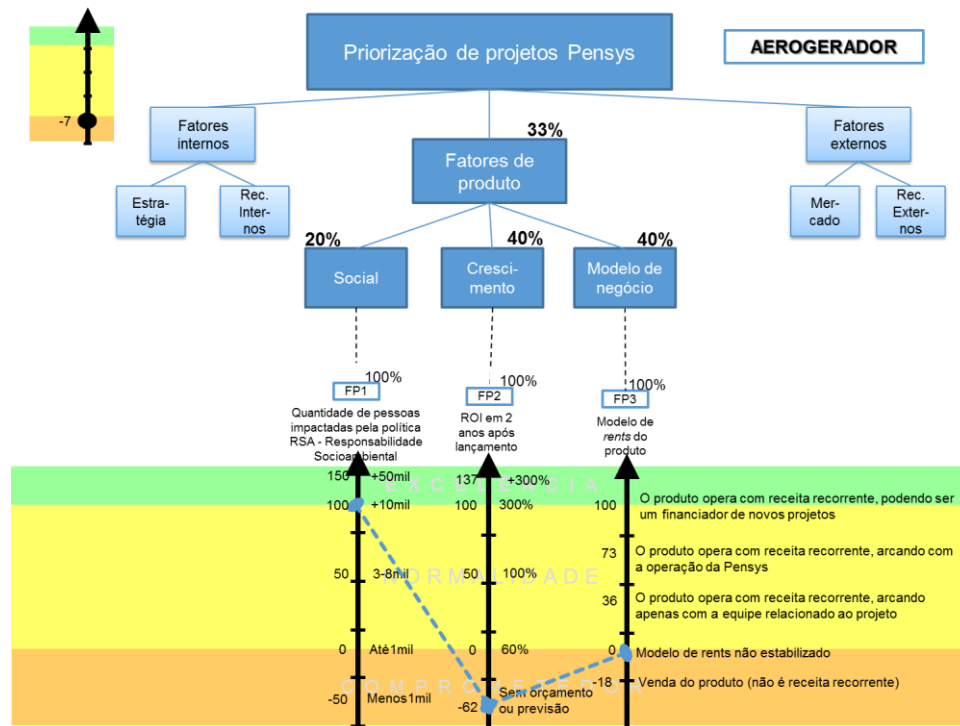 Priorização de projetos Pensys
AEROGERADOR
-7
Fatores
internos
33%
Fatores de
produto
Fatores
externos
Estra-
tégia
Rec.
Inter-
nos
Mer-
cado
Rec.
Exter-
nos
20%
40%
40%
Social
Cresci-
mento
Modelo de
negócio
100%
100%
100%
FP1
FP2
FP3
Quantidade de pessoas
impactadas pela política
RSA - Responsabilidade
Socioambiental
ROI em 2
anos após
lançamento
Modelo de
rents do
produto
EXCELÊNCIA
150 +50mil
137 +300%
100 +10mil
100 300%
100 O produto opera com receita recorrente, podendo ser
um financiador de novos projetos
73 O produto opera com receita recorrente, arcando com
a operação da Pensys
NORMALIDADE
50 3-8mil
50 100%
36 O produto opera com receita recorrente, arcando
apenas com a equipe relacionado ao projeto
0 Até1mil
0 60%
0 Modelo de rents não estabilizado
COMPROMETEDOR
-50 Menos1mil
-62 Sem orçamento
ou previsão
-18 Venda do produto (não é receita recorrente)